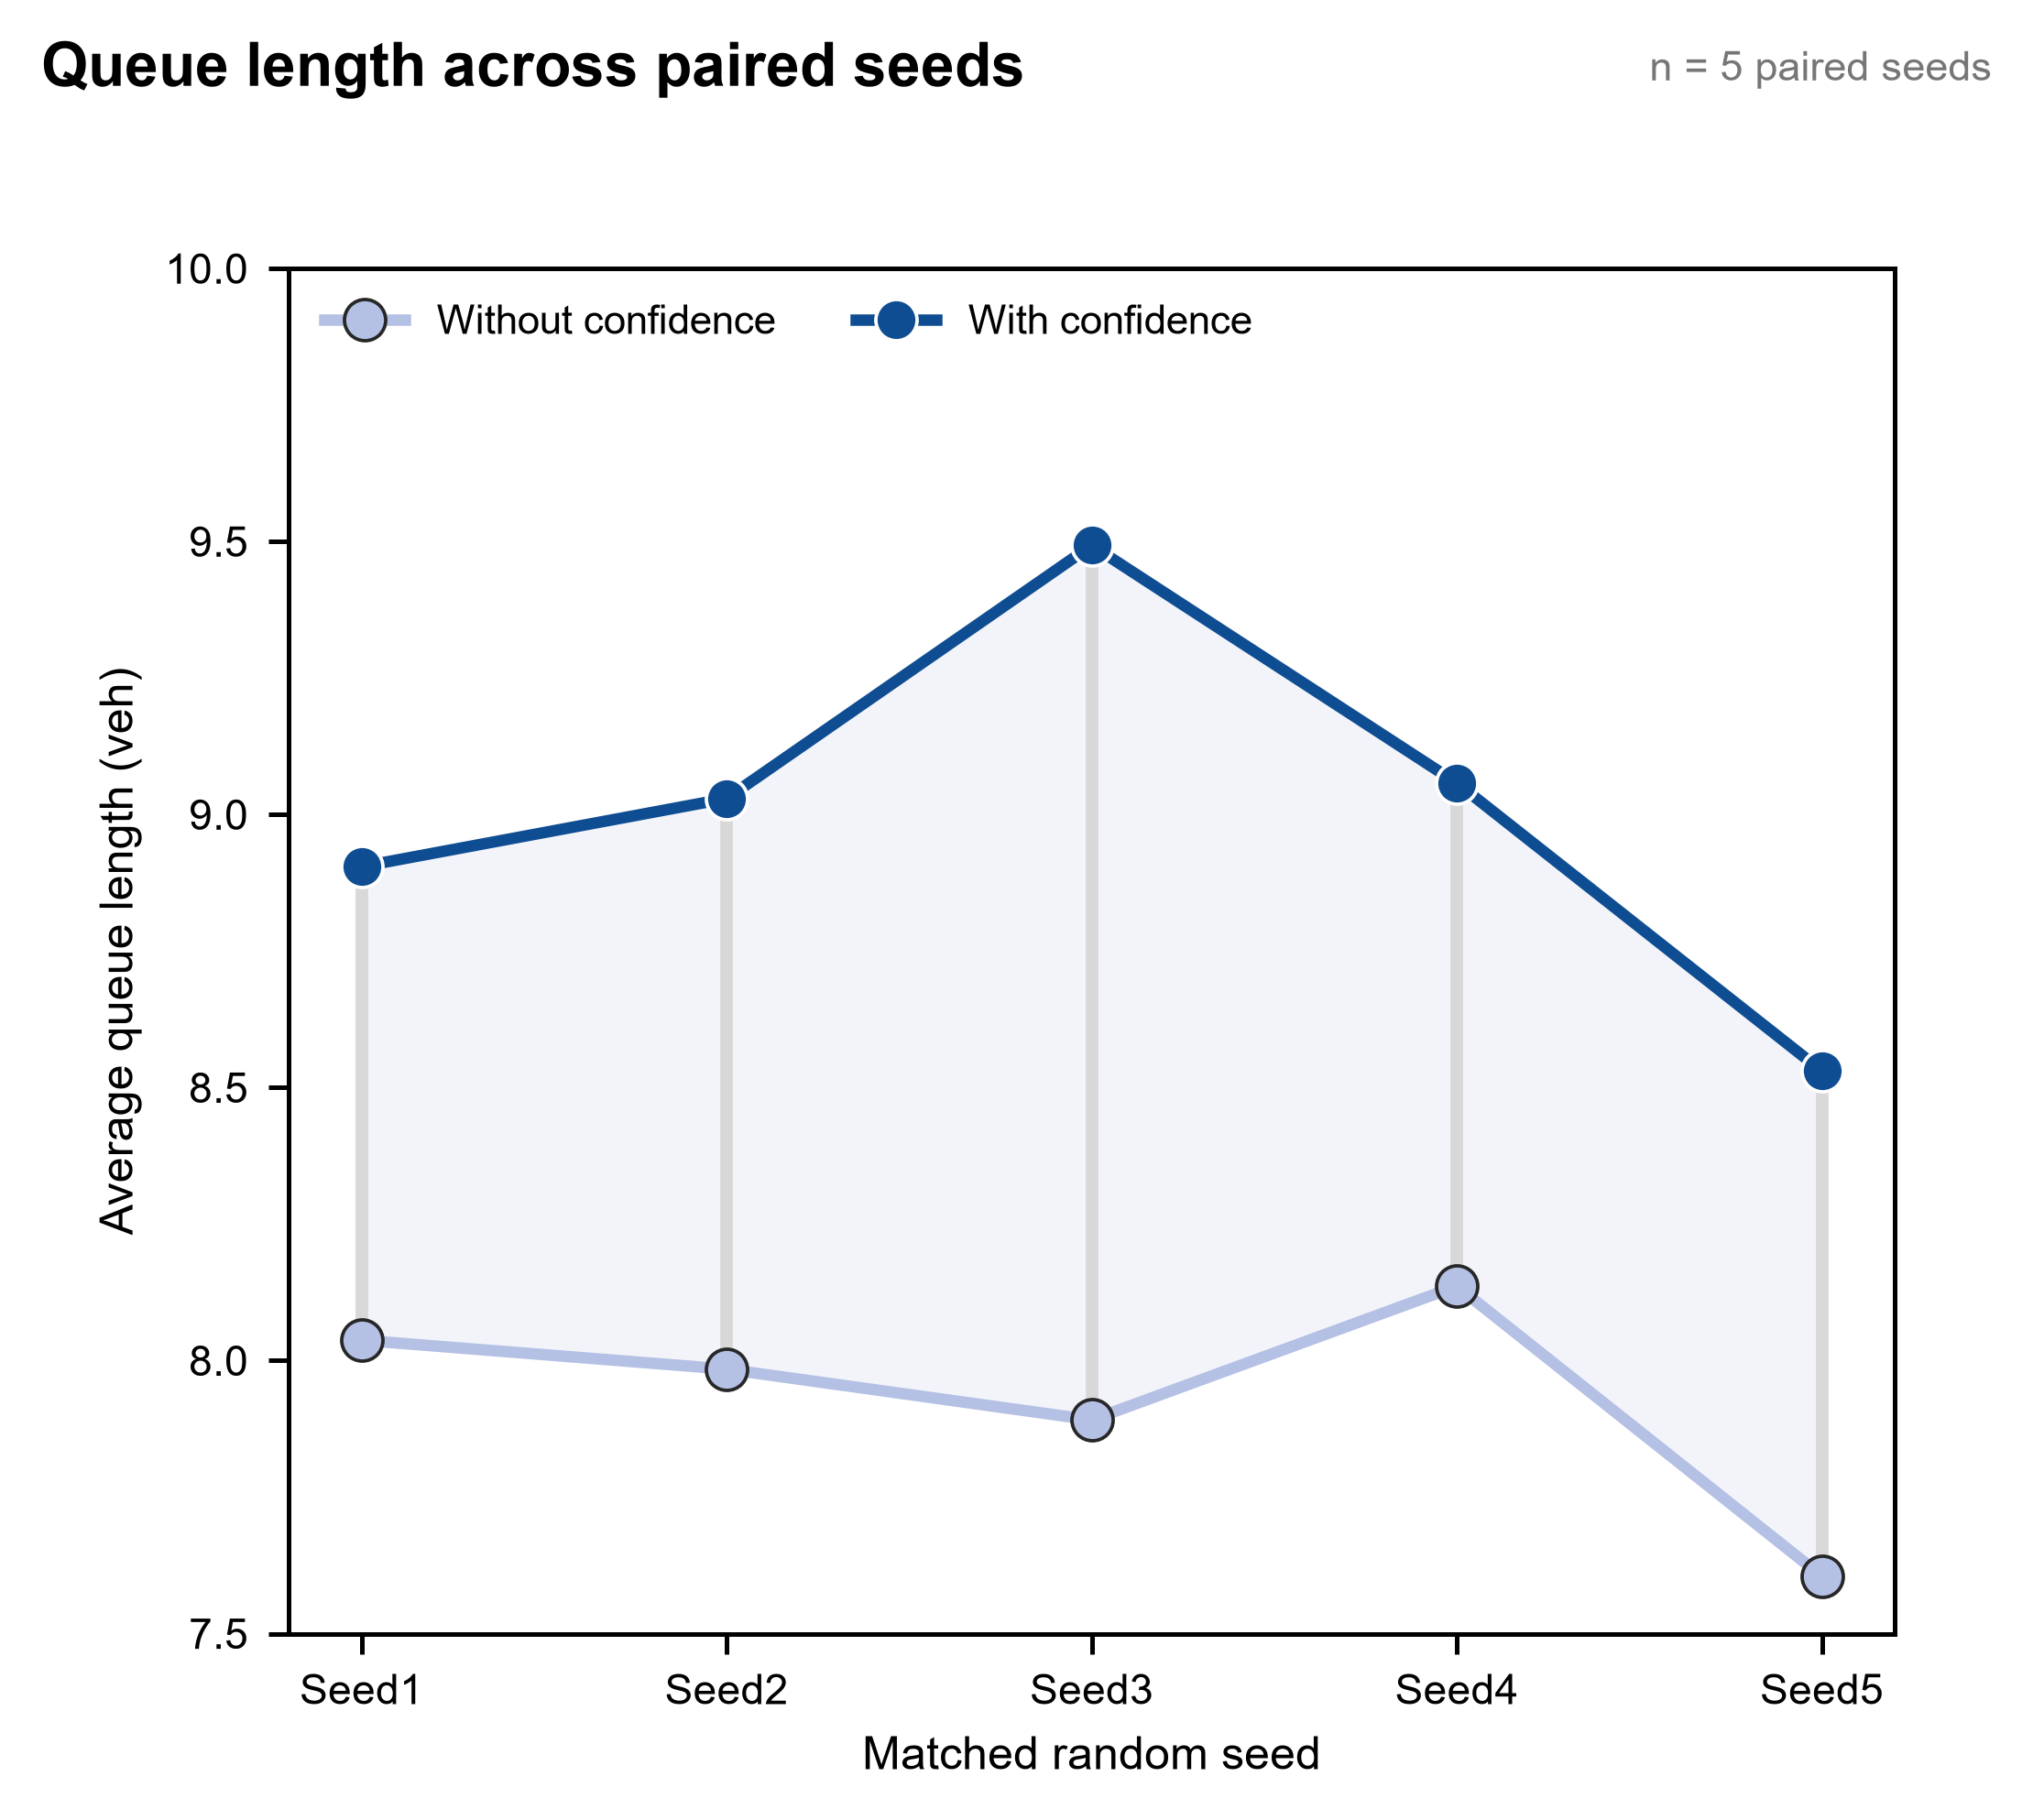 Queue length across paired seeds
n = 5 paired seeds
Without confidence
With confidence
10.0
9.5
9.0
8.5
8.0
7.5
Average queue length (veh)
Seed1
Seed2
Seed3
Seed4
Seed5
Matched random seed